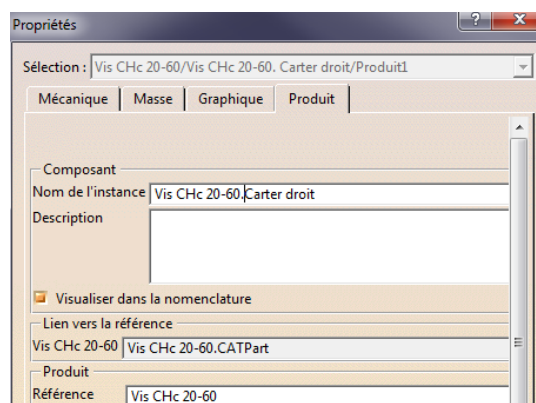 Propriétés
Sélection : Vis CHc 20-60/Vis CHc 20-60. Carter droit/Produit1
Mécanique Masse Graphique Produit
Composant
Nom de l'instance Vis CHc 20-60.Carter droit
Description
Visualiser dans la nomenclature
Lien vers la référence
Vis CHc 20-60 Vis CHc 20-60.CATPart
Produit
Référence Vis CHc 20-60